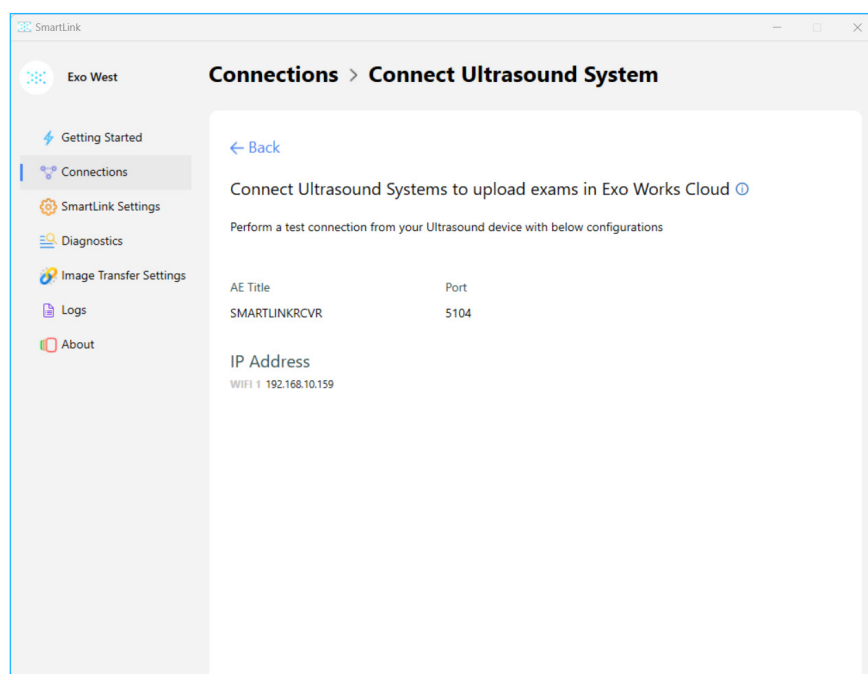 SmartLink
Exo West
Connections > Connect Ultrasound System
Getting Started
Connections
SmartLink Settings
Diagnostics
Image Transfer Settings
Logs
About
← Back
Connect Ultrasound Systems to upload exams in Exo Works Cloud
Perform a test connection from your Ultrasound device with below configurations
AE Title Port
SMARTLINKRCVR 5104
IP Address
WIFI 1 192.168.10.159